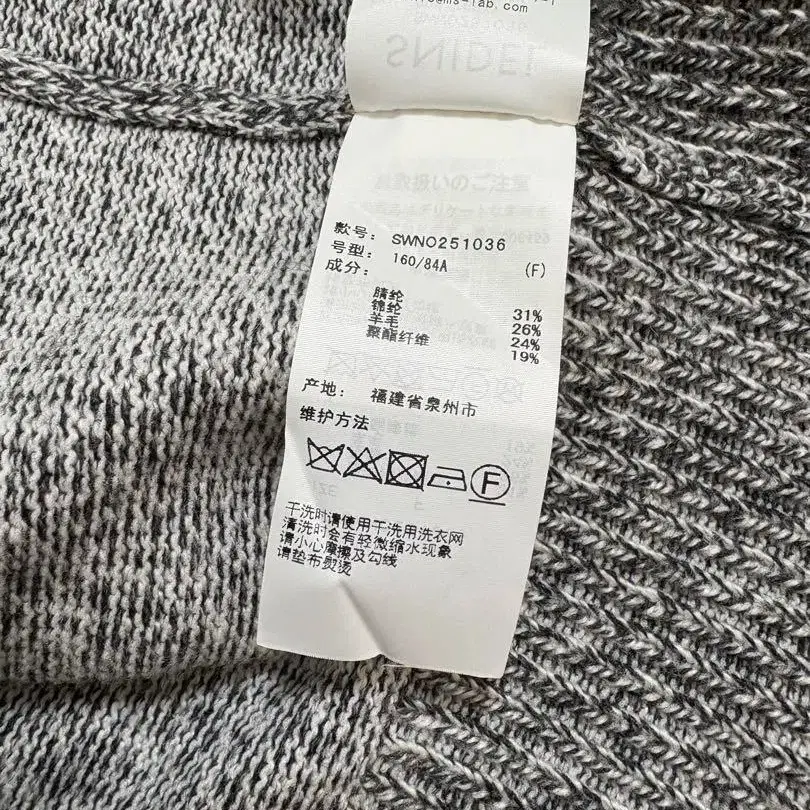 @ms-lab.com
SNIDEL
款号: SWNO251036
号型: 160/84A (F)
成分:
腈纶 31%
锦纶 26%
羊毛 24%
聚酯纤维 19%
产地: 福建省泉州市
维护方法
F
干洗时请使用干洗用洗衣网
清洗时会有轻微缩水现象
请小心摩擦及勾线
请垫布熨烫